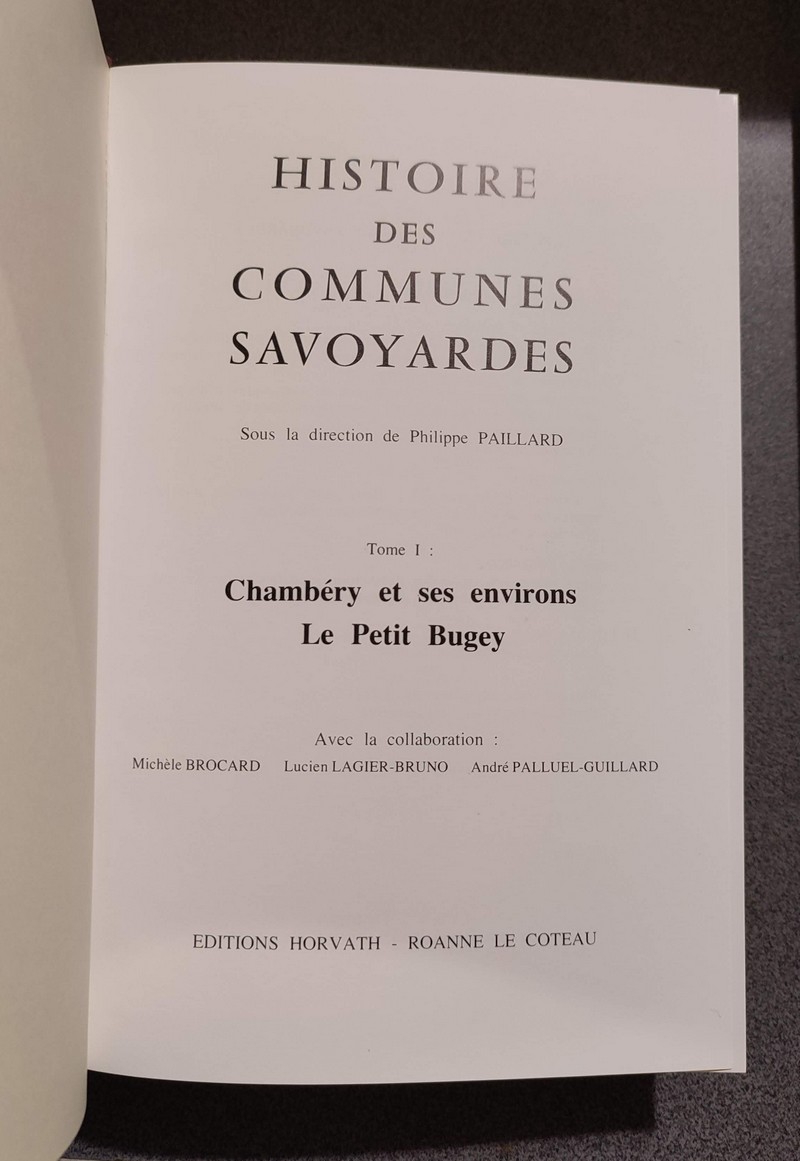 HISTOIRE
DES
COMMUNES
SAVOYARDES
Sous la direction de Philippe PAILLARD
Tome I :
Chambéry et ses environs
Le Petit Bugey
Avec la collaboration :
Michèle BROCARD Lucien LAGIER-BRUNO André PALLUEL-GUILLARD
EDITIONS HORVATH - ROANNE LE COTEAU